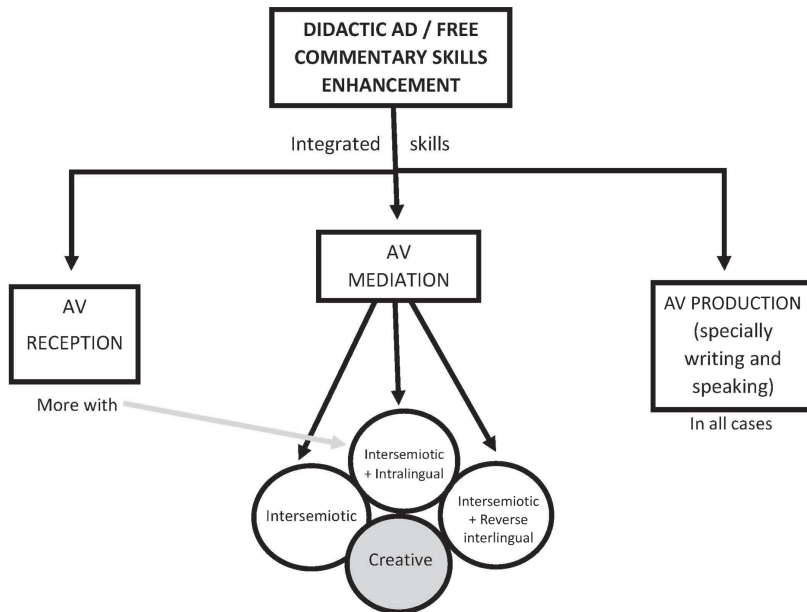 DIDACTIC AD / FREE
COMMENTARY SKILLS
ENHANCEMENT
Integrated skills
AV
RECEPTION
AV
MEDIATION
AV PRODUCTION
(specially
writing and
speaking)
More with
In all cases
Intersemiotic
+ Intralingual
Intersemiotic
Intersemiotic
+ Reverse
interlingual
Creative